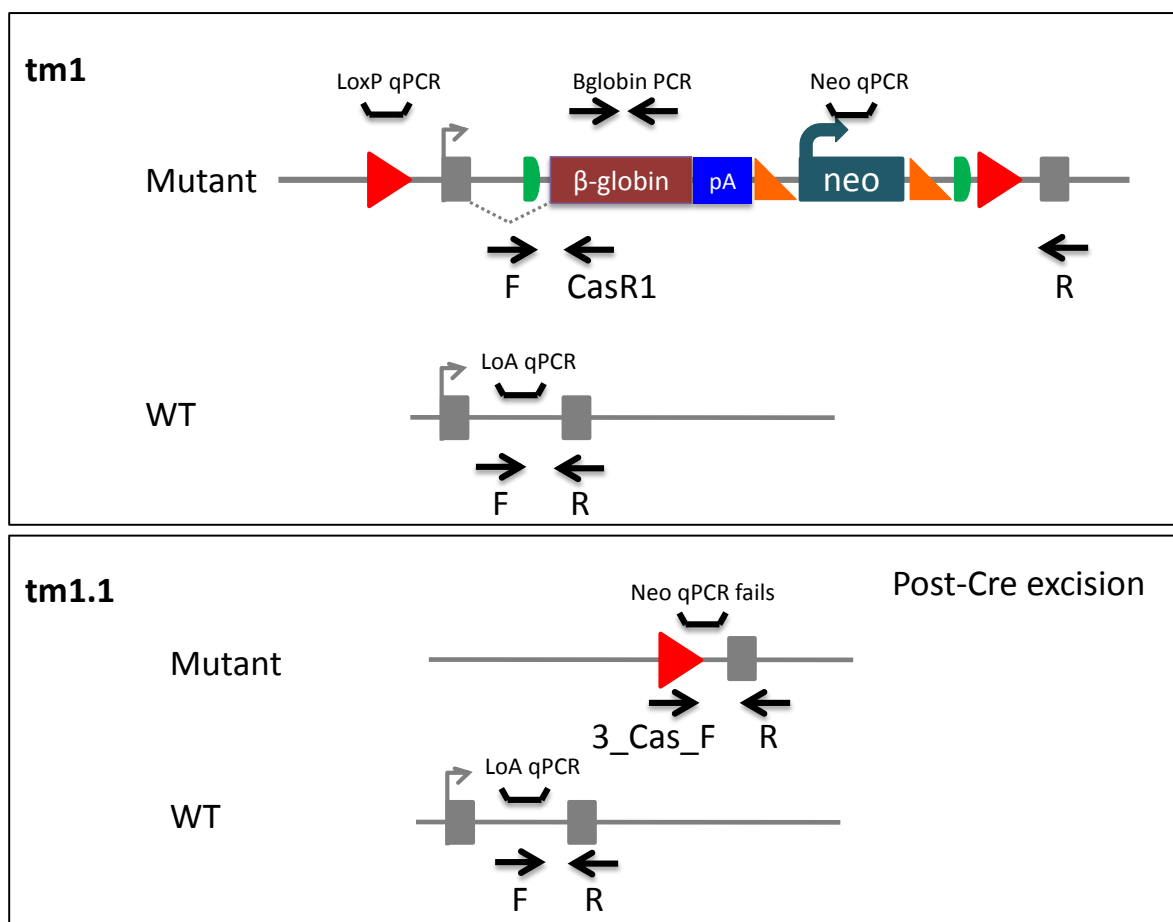 tm1
LoxP qPCR
Bglobin PCR
Neo qPCR
Mutant
β-globin
pA
neo
F
CasR1
R
LoA qPCR
WT
F
R
tm1.1
Post-Cre excision
Neo qPCR fails
Mutant
3_Cas_F
R
LoA qPCR
WT
F
R